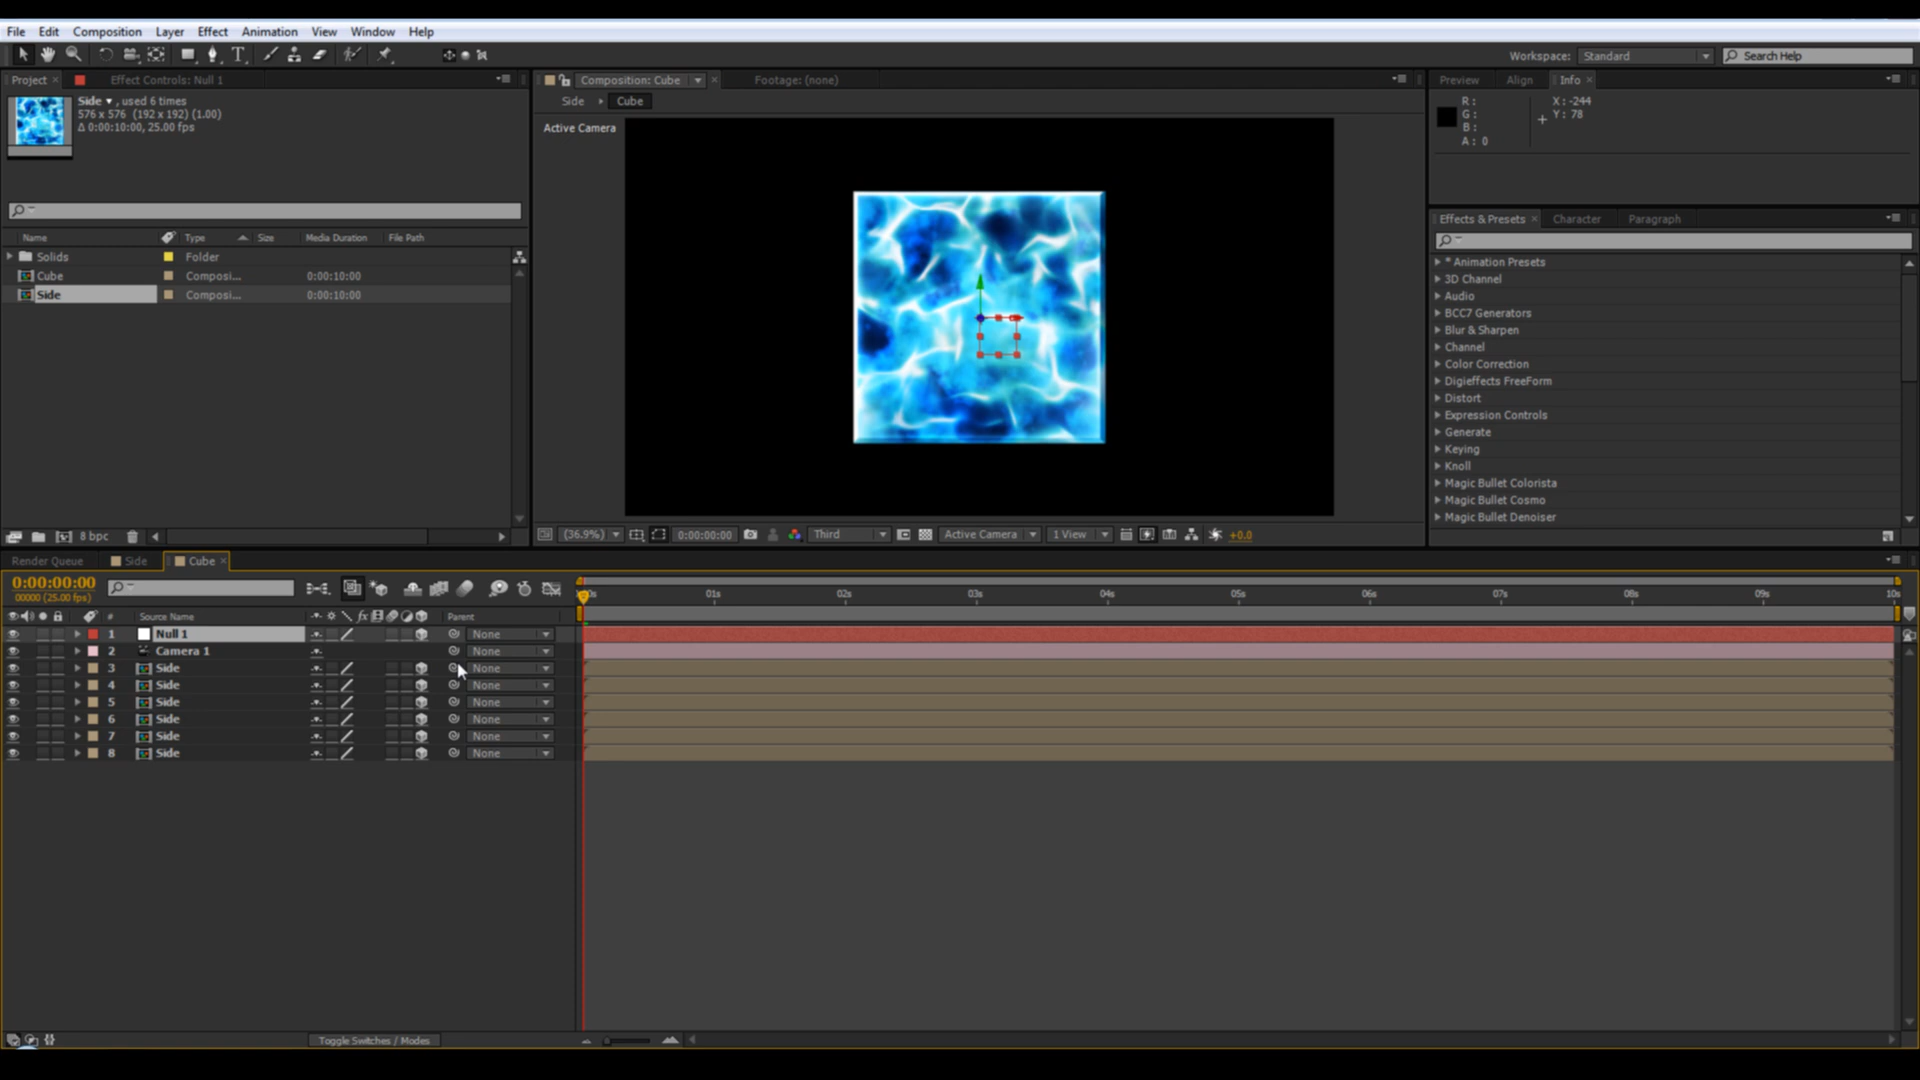 File Edit Composition Layer Effect Animation View Window Help
Workspace: Standard Search Help
Project Effect Controls: Null 1
Side , used 6 times
576 x 576 (192 x 192) (1.00)
Δ 0:00:10:00, 25.00 fps
Name Type Size Media Duration File Path
Solids Folder
Cube Composi... 0:00:10:00
Side Composi... 0:00:10:00
8 bpc
Composition: Cube Footage: (none)
Side Cube
Active Camera
(36.9%) 0:00:00:00 Third Active Camera 1 View +0.0
Preview Align Info
R: X: -244
G: Y: 78
B:
A: 0
Effects & Presets Character Paragraph
* Animation Presets
3D Channel
Audio
BCC7 Generators
Blur & Sharpen
Channel
Color Correction
Digieffects FreeForm
Distort
Expression Controls
Generate
Keying
Knoll
Magic Bullet Colorista
Magic Bullet Cosmo
Magic Bullet Denoiser
Render Queue Side Cube
0:00:00:00
00000 (25.00 fps)
01s 02s 03s 04s 05s 06s 07s 08s 09s 10s
# Source Name fx Parent
1 Null 1 None
2 Camera 1 None
3 Side None
4 Side None
5 Side None
6 Side None
7 Side None
8 Side None
Toggle Switches / Modes